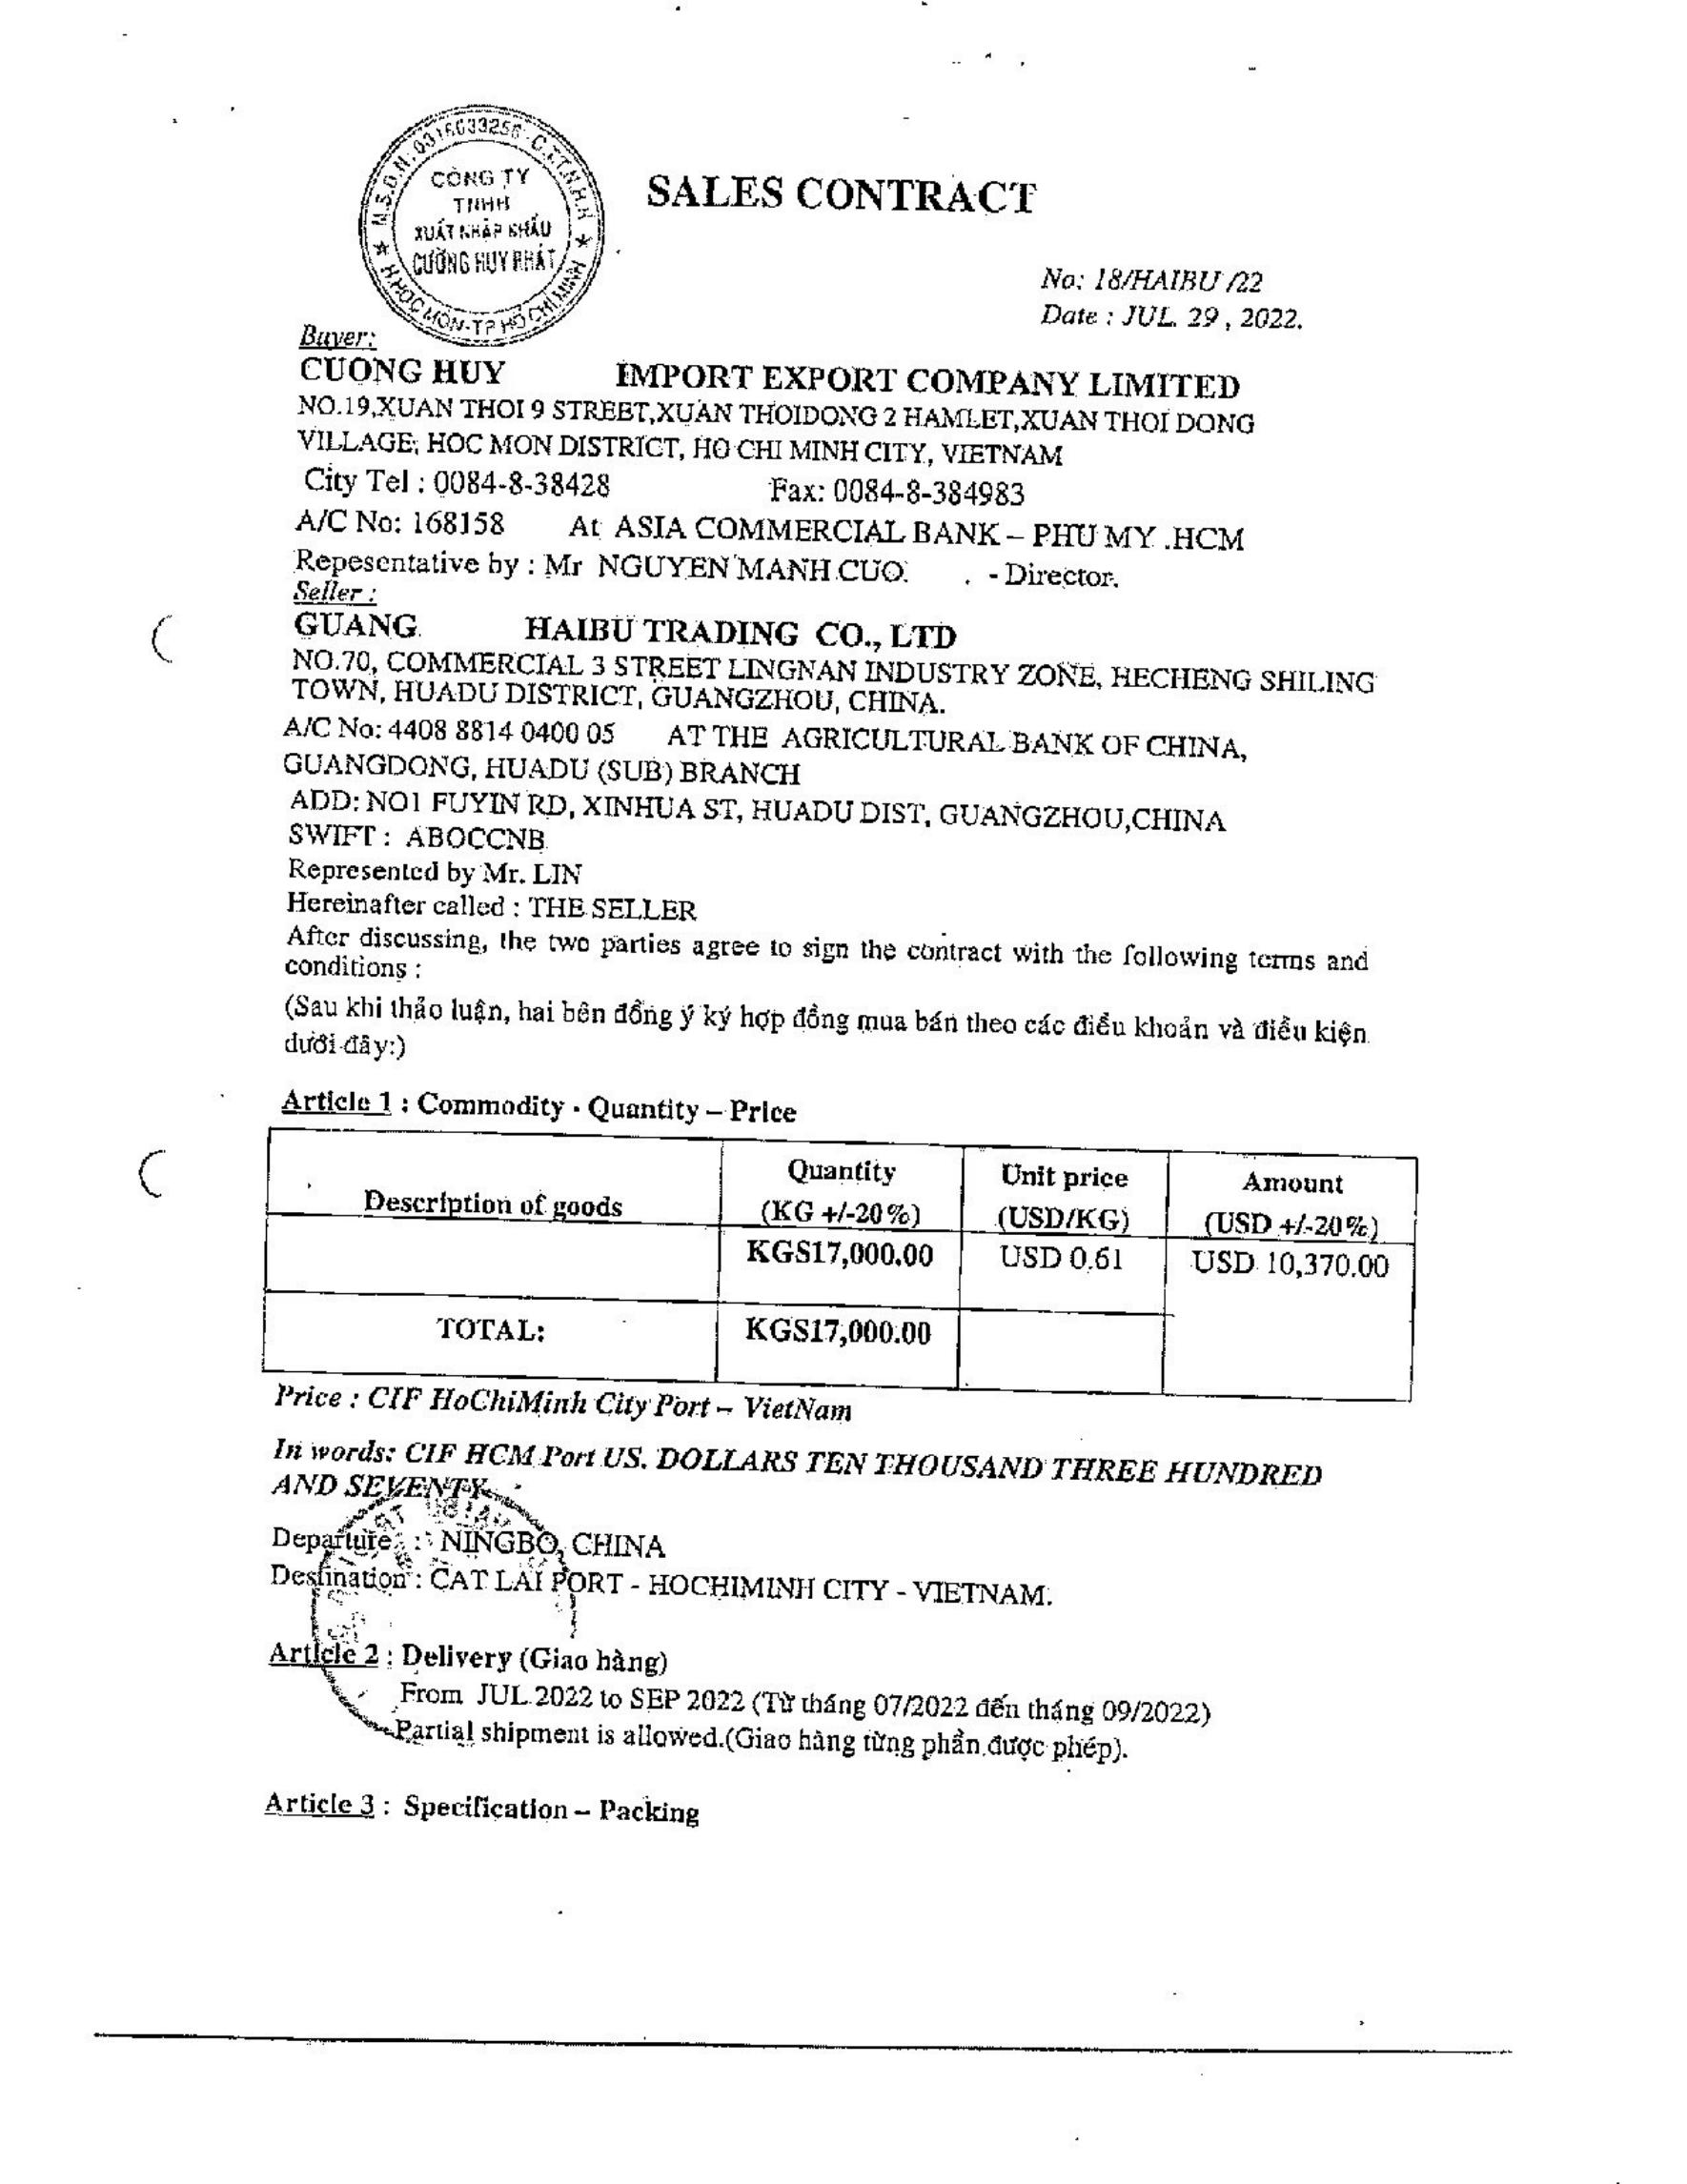 M.S.D.N: 0316633256 - C.T.T.N.H.H
CÔNG TY
TNHH
XUẤT NHẬP KHẨU
CƯỜNG HUY PHÁT
H.HÓC MÔN-TP HỒ CHÍ MINH
SALES CONTRACT
No: 18/HAIBU /22
Date : JUL. 29 , 2022.
Buyer:
CUONG HUY IMPORT EXPORT COMPANY LIMITED
NO.19,XUAN THOI 9 STREET,XUAN THOIDONG 2 HAMLET,XUAN THOI DONG
VILLAGE, HOC MON DISTRICT, HO CHI MINH CITY, VIETNAM
City Tel : 0084-8-38428 Fax: 0084-8-384983
A/C No: 168158 At ASIA COMMERCIAL BANK – PHU MY .HCM
Repesentative by : Mr NGUYEN MANH CUO. . - Director.
Seller :
GUANG HAIBU TRADING CO., LTD
NO.70, COMMERCIAL 3 STREET LINGNAN INDUSTRY ZONE, HECHENG SHILING
TOWN, HUADU DISTRICT, GUANGZHOU, CHINA.
A/C No: 4408 8814 0400 05 AT THE AGRICULTURAL BANK OF CHINA,
GUANGDONG, HUADU (SUB) BRANCH
ADD: NO1 FUYIN RD, XINHUA ST, HUADU DIST, GUANGZHOU,CHINA
SWIFT : ABOCCNB
Represented by Mr. LIN
Hereinafter called : THE SELLER
After discussing, the two parties agree to sign the contract with the following terms and
conditions :
(Sau khi thảo luận, hai bên đồng ý ký hợp đồng mua bán theo các điều khoản và điều kiện
dưới đây:)
Article 1 : Commodity - Quantity – Price
Description of goods Quantity (KG +/-20%) Unit price (USD/KG) Amount (USD +/-20%)
KGS17,000.00 USD 0.61 USD 10,370.00
TOTAL: KGS17,000.00
Price : CIF HoChiMinh City Port – VietNam
In words: CIF HCM Port US. DOLLARS TEN THOUSAND THREE HUNDRED
AND SEVENTY
Departure : NINGBO, CHINA
Destination : CAT LAI PORT - HOCHIMINH CITY - VIETNAM.
Article 2 : Delivery (Giao hàng)
From JUL 2022 to SEP 2022 (Từ tháng 07/2022 đến tháng 09/2022)
Partial shipment is allowed.(Giao hàng từng phần được phép).
Article 3 : Specification – Packing